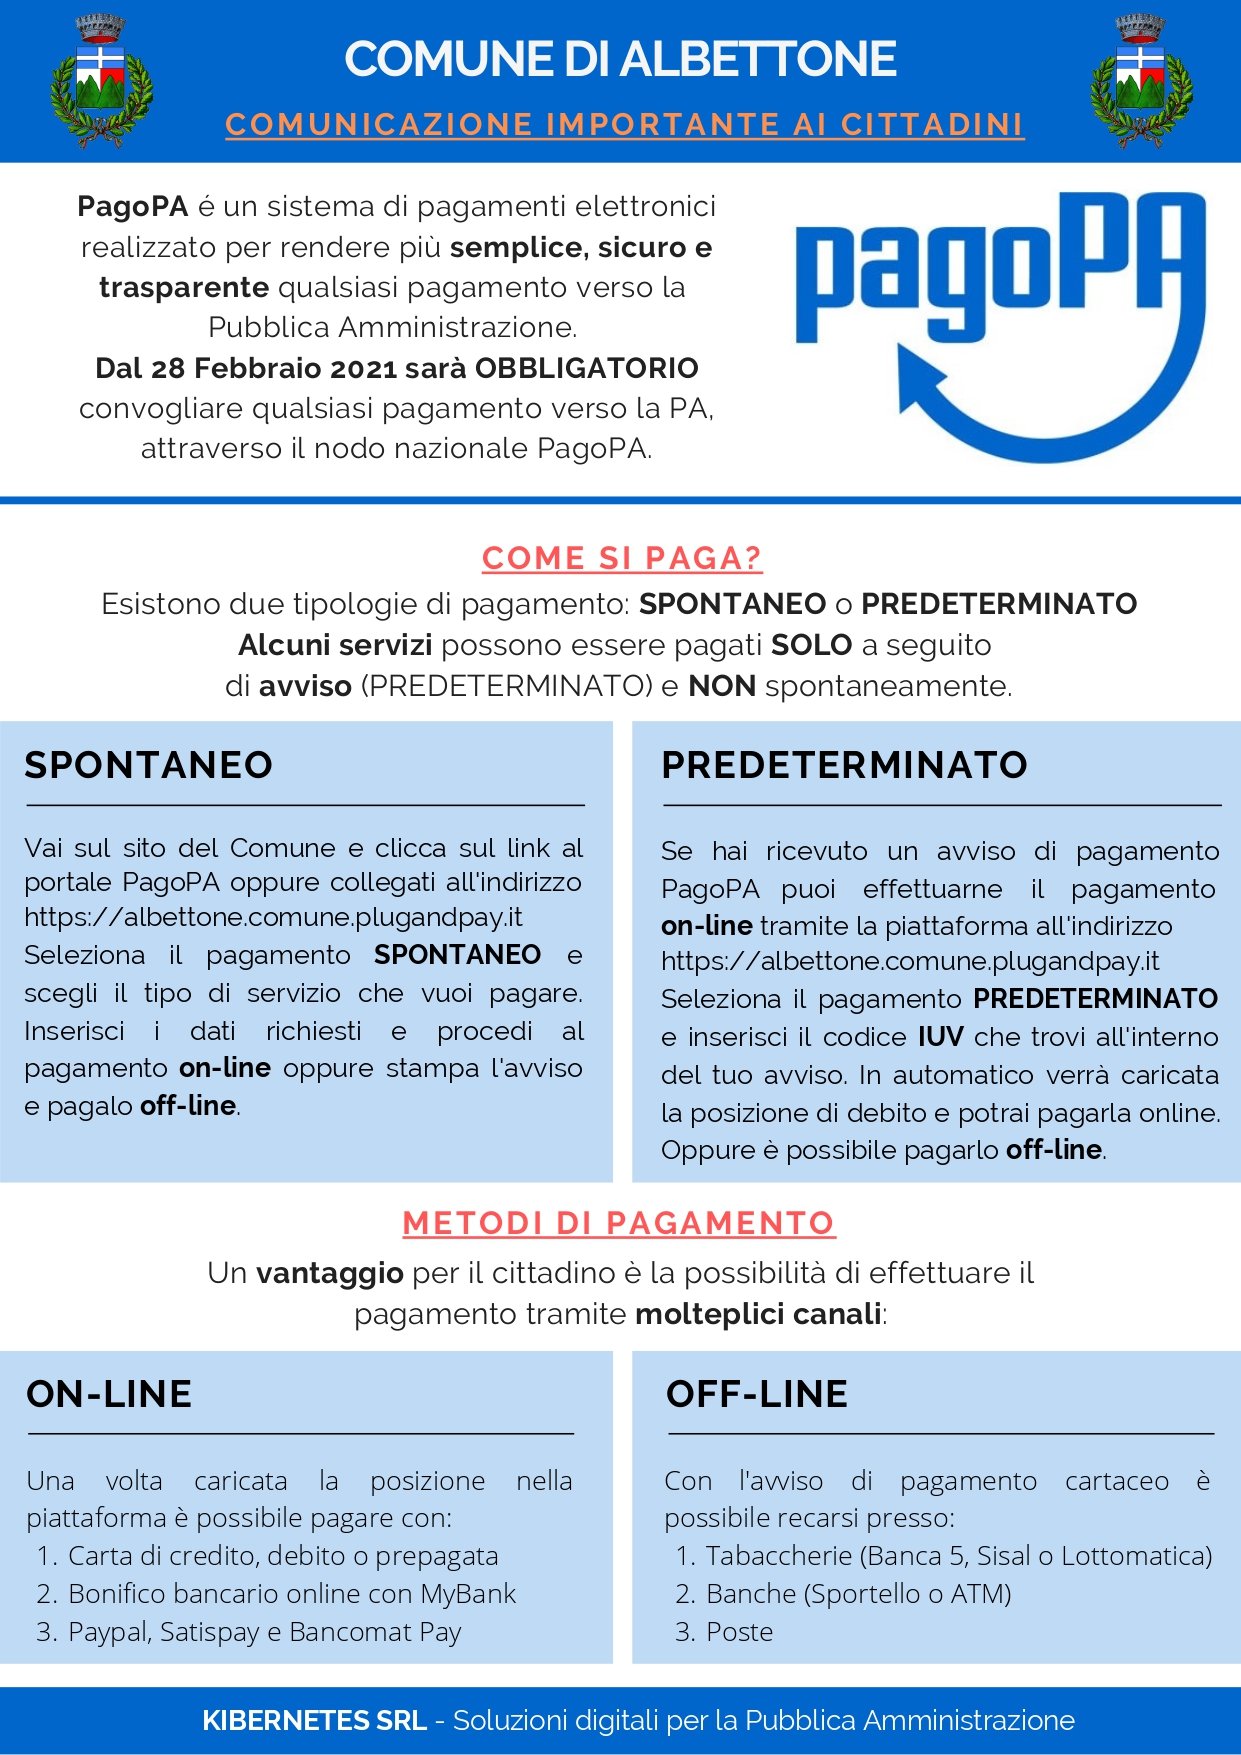 COMUNE DI ALBETTONE
COMUNICAZIONE IMPORTANTE AI CITTADINI
PagoPA é un sistema di pagamenti elettronici
realizzato per rendere più semplice, sicuro e
trasparente qualsiasi pagamento verso la
Pubblica Amministrazione.
Dal 28 Febbraio 2021 sarà OBBLIGATORIO
convogliare qualsiasi pagamento verso la PA,
attraverso il nodo nazionale PagoPA.
pagoPA
COME SI PAGA?
Esistono due tipologie di pagamento: SPONTANEO o PREDETERMINATO
Alcuni servizi possono essere pagati SOLO a seguito
di avviso (PREDETERMINATO) e NON spontaneamente.
SPONTANEO
Vai sul sito del Comune e clicca sul link al
portale PagoPA oppure collegati all'indirizzo
https://albettone.comune.plugandpay.it
Seleziona il pagamento SPONTANEO e
scegli il tipo di servizio che vuoi pagare.
Inserisci i dati richiesti e procedi al
pagamento on-line oppure stampa l'avviso
e pagalo off-line.
PREDETERMINATO
Se hai ricevuto un avviso di pagamento
PagoPA puoi effettuarne il pagamento
on-line tramite la piattaforma all'indirizzo
https://albettone.comune.plugandpay.it
Seleziona il pagamento PREDETERMINATO
e inserisci il codice IUV che trovi all'interno
del tuo avviso. In automatico verrà caricata
la posizione di debito e potrai pagarla online.
Oppure è possibile pagarlo off-line.
METODI DI PAGAMENTO
Un vantaggio per il cittadino è la possibilità di effettuare il
pagamento tramite molteplici canali:
ON-LINE
Una volta caricata la posizione nella
piattaforma è possibile pagare con:
1. Carta di credito, debito o prepagata
2. Bonifico bancario online con MyBank
3. Paypal, Satispay e Bancomat Pay
OFF-LINE
Con l'avviso di pagamento cartaceo è
possibile recarsi presso:
1. Tabaccherie (Banca 5, Sisal o Lottomatica)
2. Banche (Sportello o ATM)
3. Poste
KIBERNETES SRL - Soluzioni digitali per la Pubblica Amministrazione